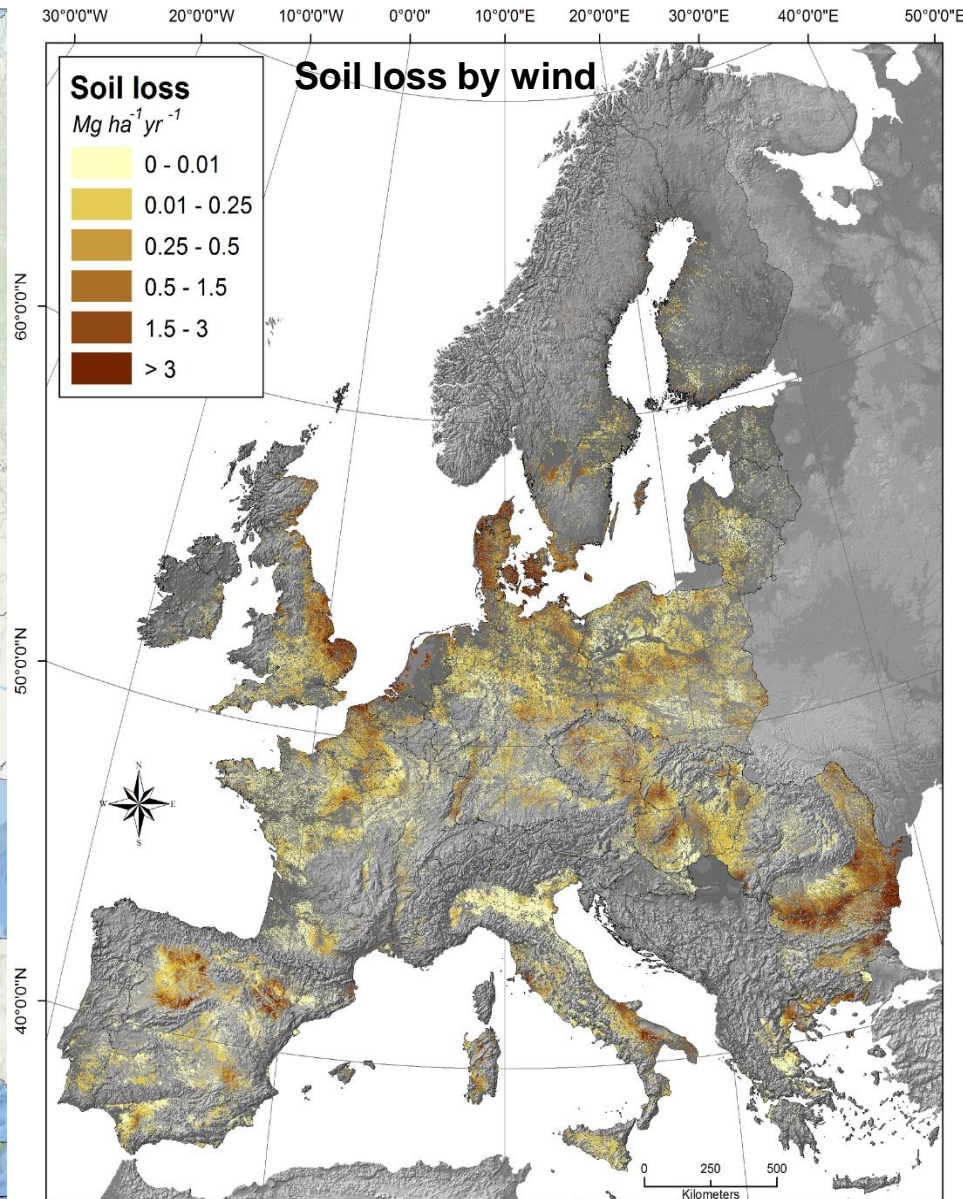 30°0'0"W 20°0'0"W 10°0'0"W 0°0'0" 10°0'0"E 20°0'0"E 30°0'0"E 40°0'0"E 50°0'0"E
Soil loss by wind
Soil loss
Mg ha⁻¹ yr⁻¹
0 - 0.01
0.01 - 0.25
0.25 - 0.5
0.5 - 1.5
1.5 - 3
> 3
60°0'0"N
50°0'0"N
40°0'0"N
N
W E
S
0 250 500
Kilometers